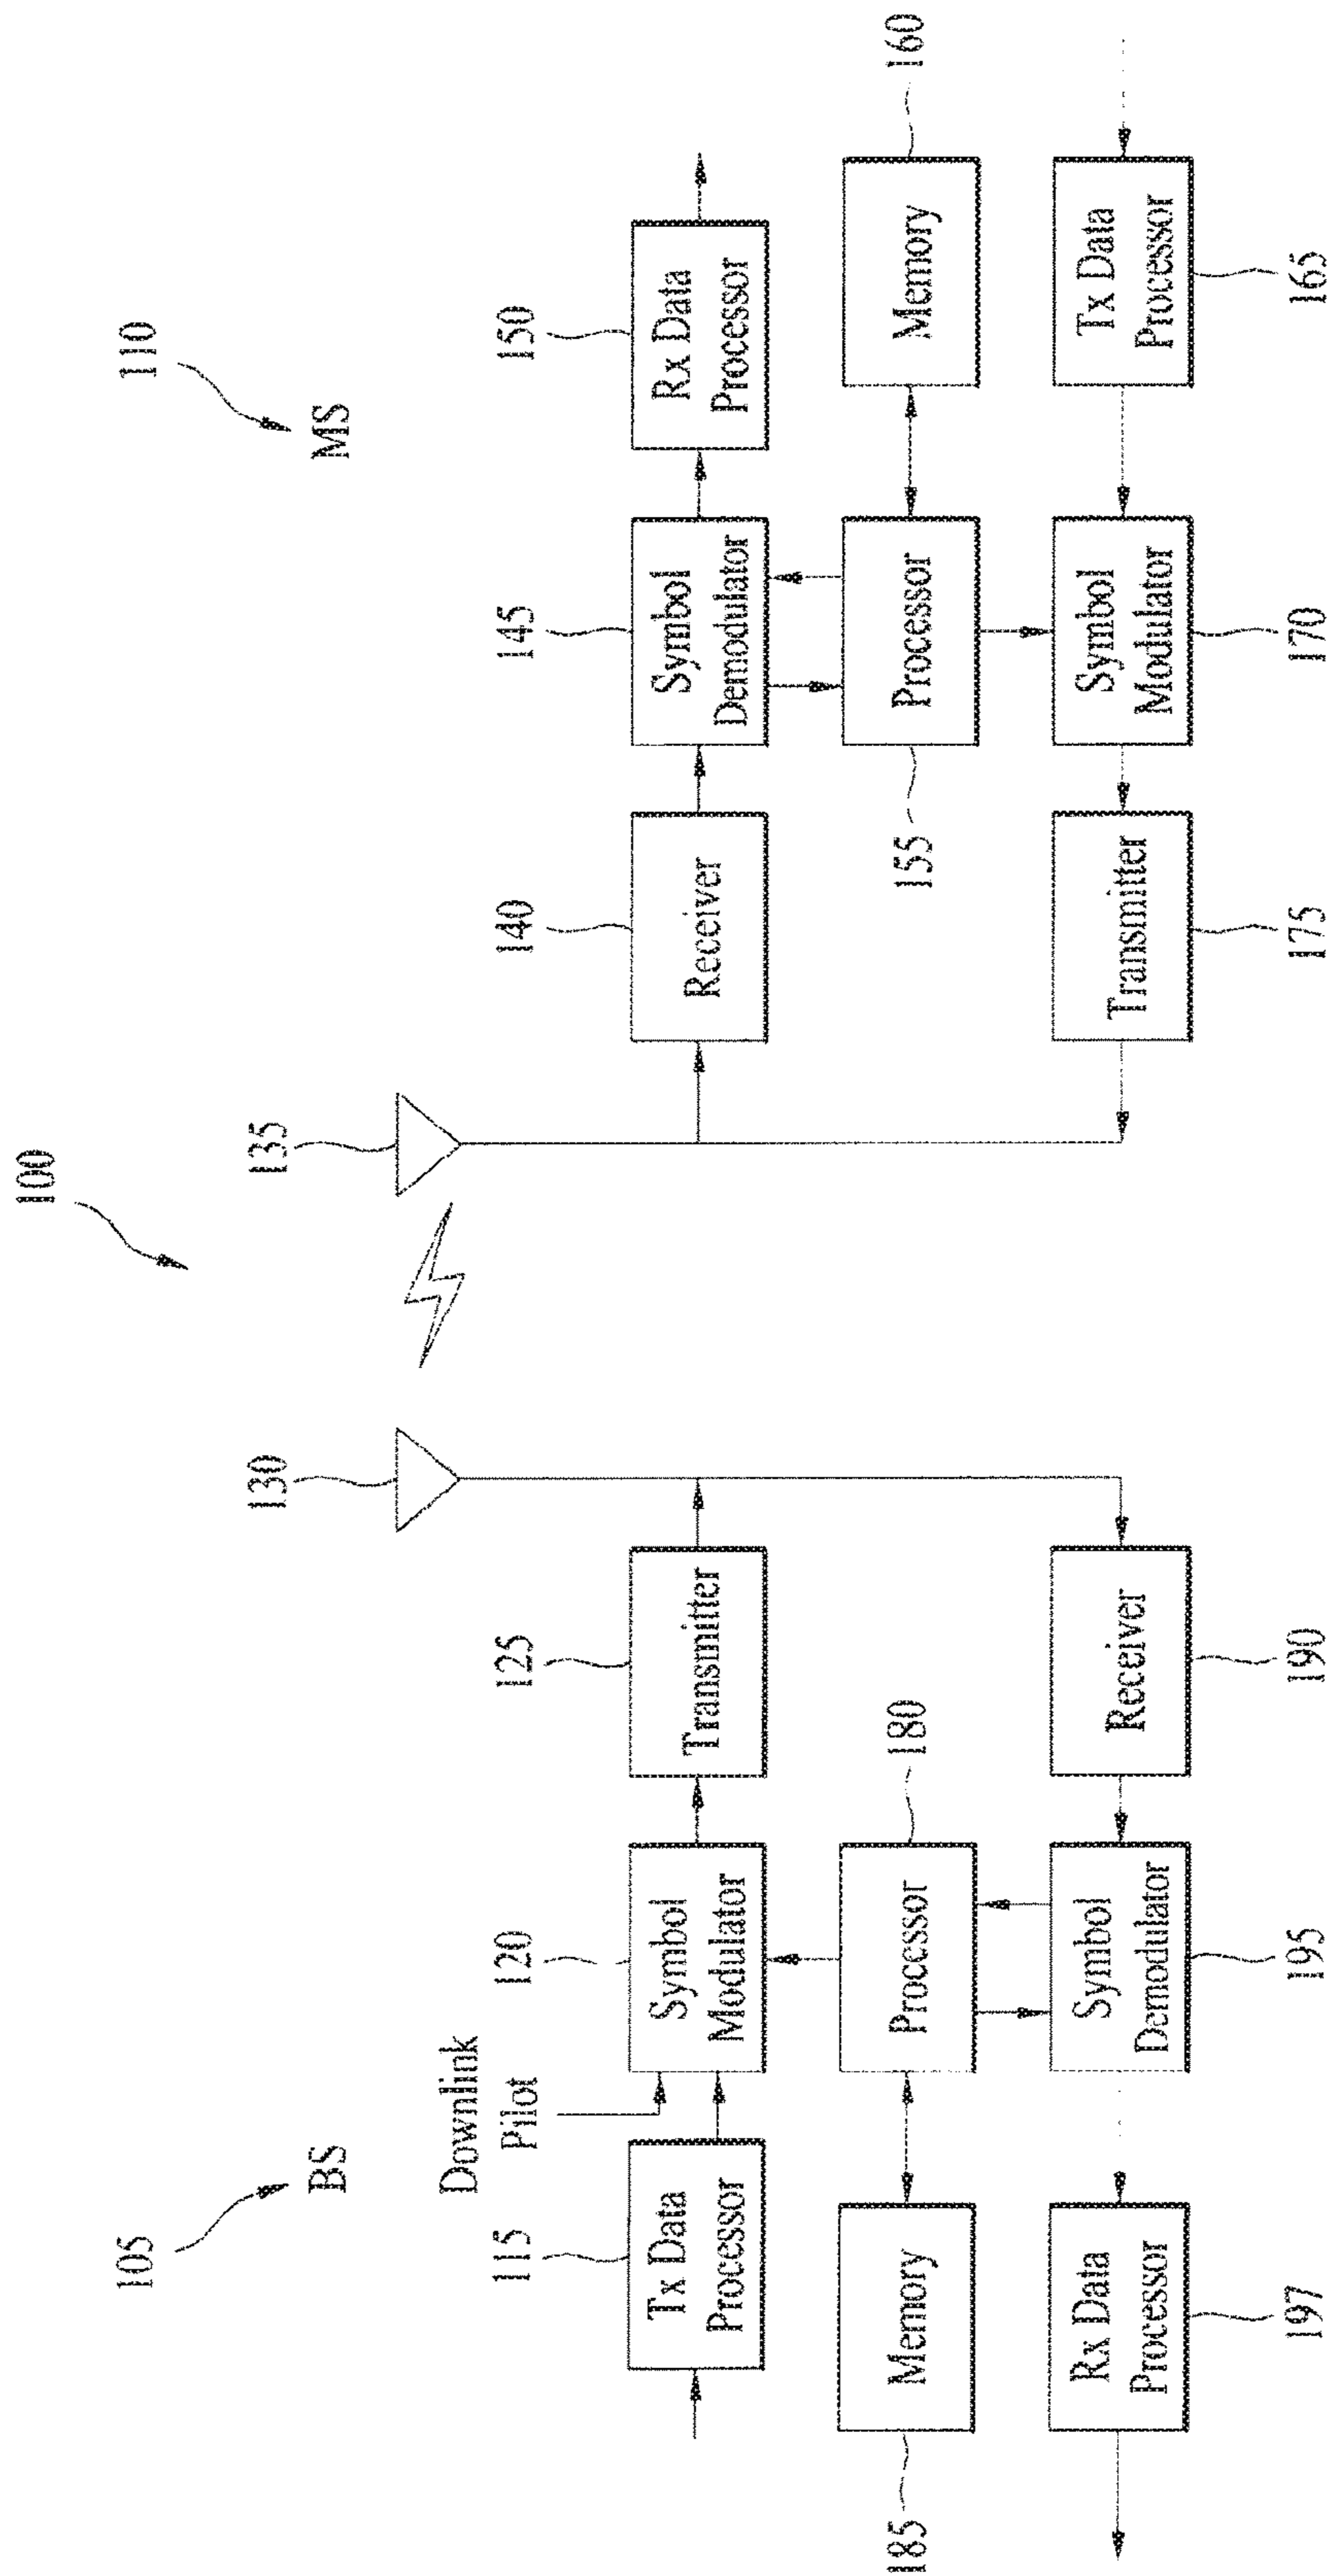 100
105
BS
110
MS
130
135
Downlink
Pilot
115
120
125
140
145
150
Tx Data
Processor
Symbol
Modulator
Transmitter
Receiver
Symbol
Demodulator
Rx Data
Processor
180
160
Memory
Processor
Processor
Memory
185
155
Rx Data
Processor
Symbol
Demodulator
Receiver
Transmitter
Symbol
Modulator
Tx Data
Processor
197
195
190
175
170
165